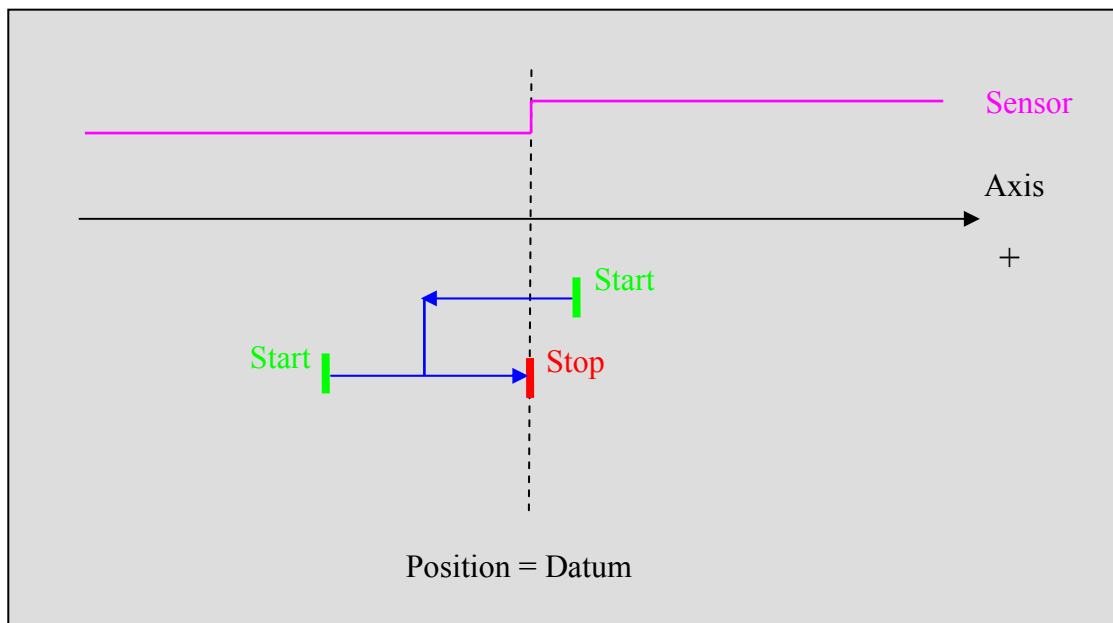 Sensor
Axis
+
Start
Start
Stop
Position = Datum